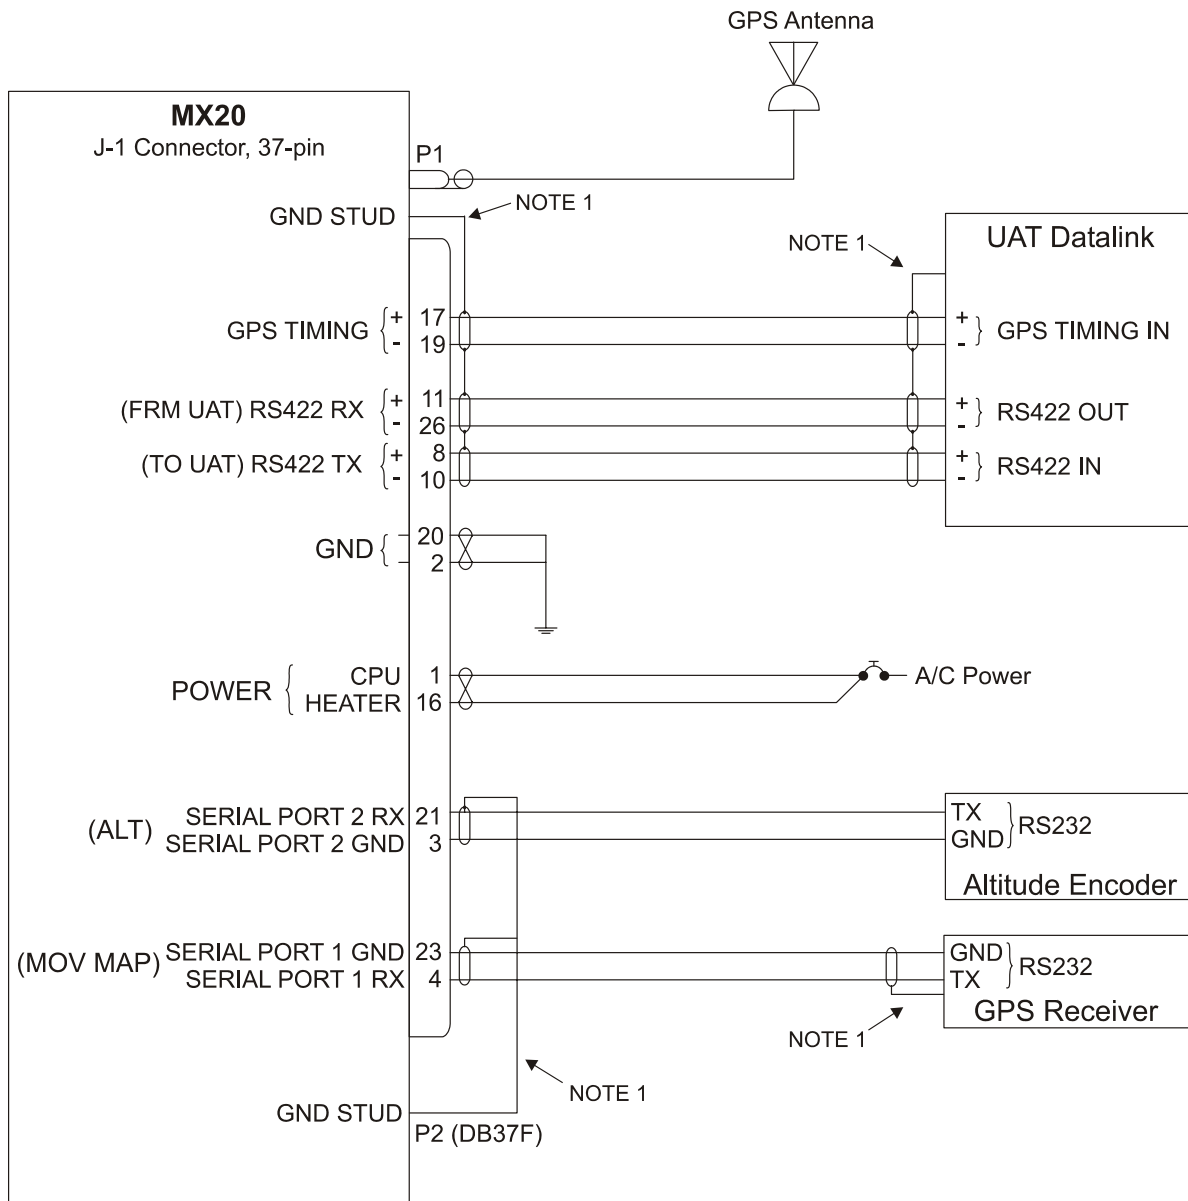 GPS Antenna
MX20
J-1 Connector, 37-pin
P1
GND STUD
NOTE 1
NOTE 1
UAT Datalink
GPS TIMING { + 17 + } GPS TIMING IN
- 19 -
(FRM UAT) RS422 RX { + 11 + } RS422 OUT
- 26 -
(TO UAT) RS422 TX { + 8 + } RS422 IN
- 10 -
GND { 20
2
POWER { CPU 1 A/C Power
HEATER 16
(ALT) SERIAL PORT 2 RX 21 TX } RS232
SERIAL PORT 2 GND 3 GND
Altitude Encoder
(MOV MAP) SERIAL PORT 1 GND 23 GND } RS232
SERIAL PORT 1 RX 4 TX
GPS Receiver
NOTE 1
NOTE 1
GND STUD
P2 (DB37F)